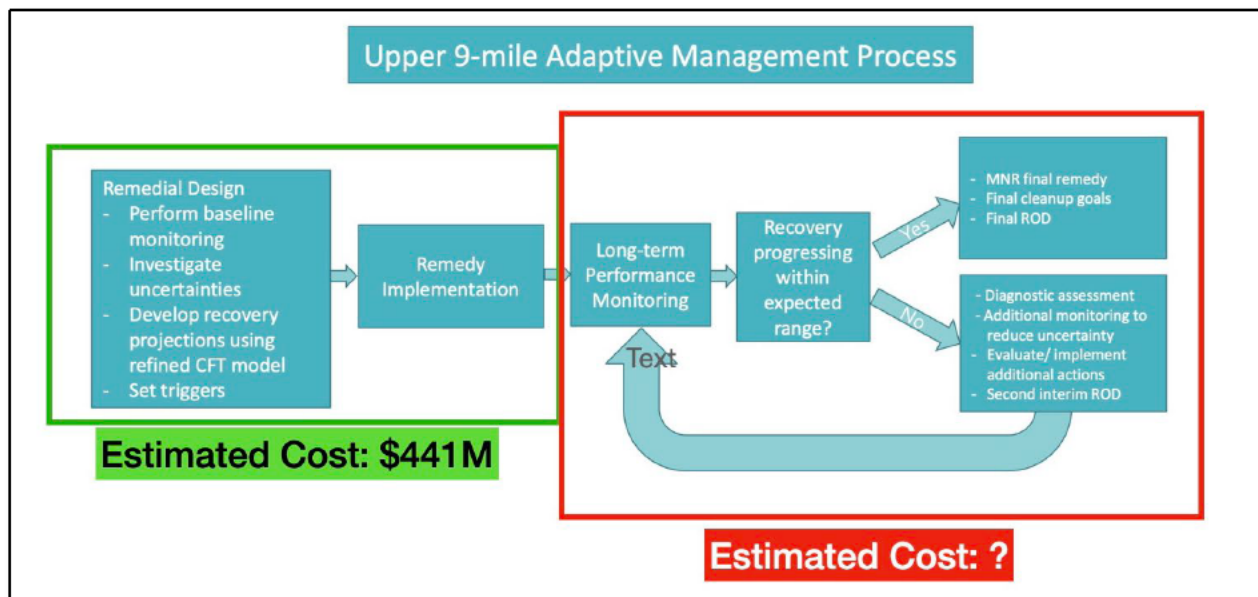 Upper 9-mile Adaptive Management Process
Remedial Design
- Perform baseline
monitoring
- Investigate
uncertainties
- Develop recovery
projections using
refined CFT model
- Set triggers
Remedy
Implementation
Long-term
Performance
Monitoring
Recovery
progressing
within
expected
range?
Yes
- MNR final remedy
- Final cleanup goals
- Final ROD
No
- Diagnostic assessment
- Additional monitoring to
reduce uncertainty
- Evaluate/ implement
additional actions
- Second interim ROD
Text
Estimated Cost: $441M
Estimated Cost: ?